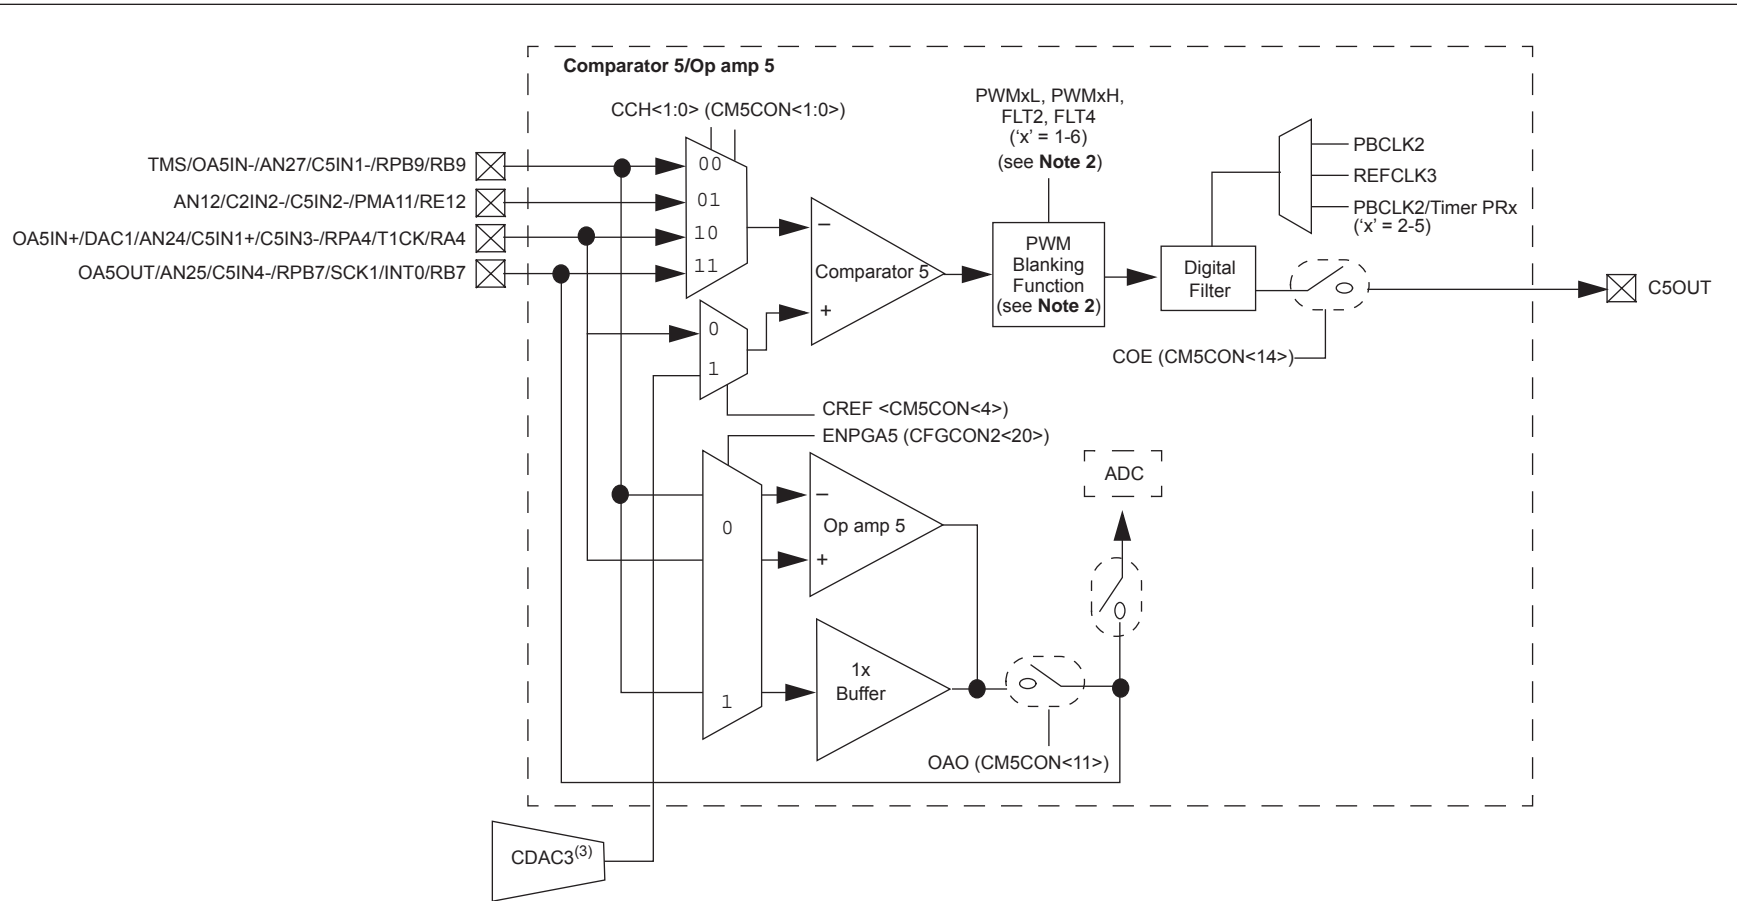 Comparator 5/Op amp 5
CCH<1:0> (CM5CON<1:0>)
PWMxL, PWMxH,
FLT2, FLT4
('x' = 1-6)
(see Note 2)
TMS/OA5IN-/AN27/C5IN1-/RPB9/RB9
AN12/C2IN2-/C5IN2-/PMA11/RE12
OA5IN+/DAC1/AN24/C5IN1+/C5IN3-/RPA4/T1CK/RA4
OA5OUT/AN25/C5IN4-/RPB7/SCK1/INT0/RB7
00
01
10
11
0
1
–
Comparator 5
+
PWM
Blanking
Function
(see Note 2)
Digital
Filter
PBCLK2
REFCLK3
PBCLK2/Timer PRx
('x' = 2-5)
C5OUT
COE (CM5CON<14>)
CREF <CM5CON<4>)
ENPGA5 (CFGCON2<20>)
0
1
–
Op amp 5
+
1x
Buffer
ADC
OAO (CM5CON<11>)
CDAC3(3)